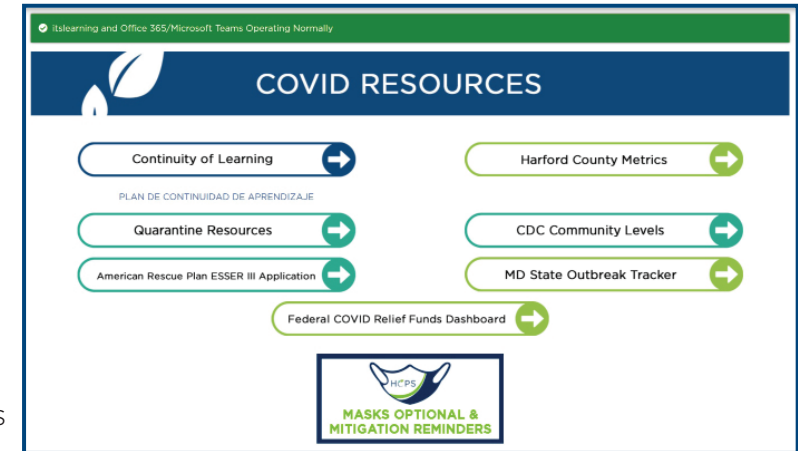 itslearning and Office 365/Microsoft Teams Operating Normally
COVID RESOURCES
Continuity of Learning
Harford County Metrics
PLAN DE CONTINUIDAD DE APRENDIZAJE
Quarantine Resources
CDC Community Levels
American Rescue Plan ESSER III Application
MD State Outbreak Tracker
Federal COVID Relief Funds Dashboard
HCPS
MASKS OPTIONAL &
MITIGATION REMINDERS
s